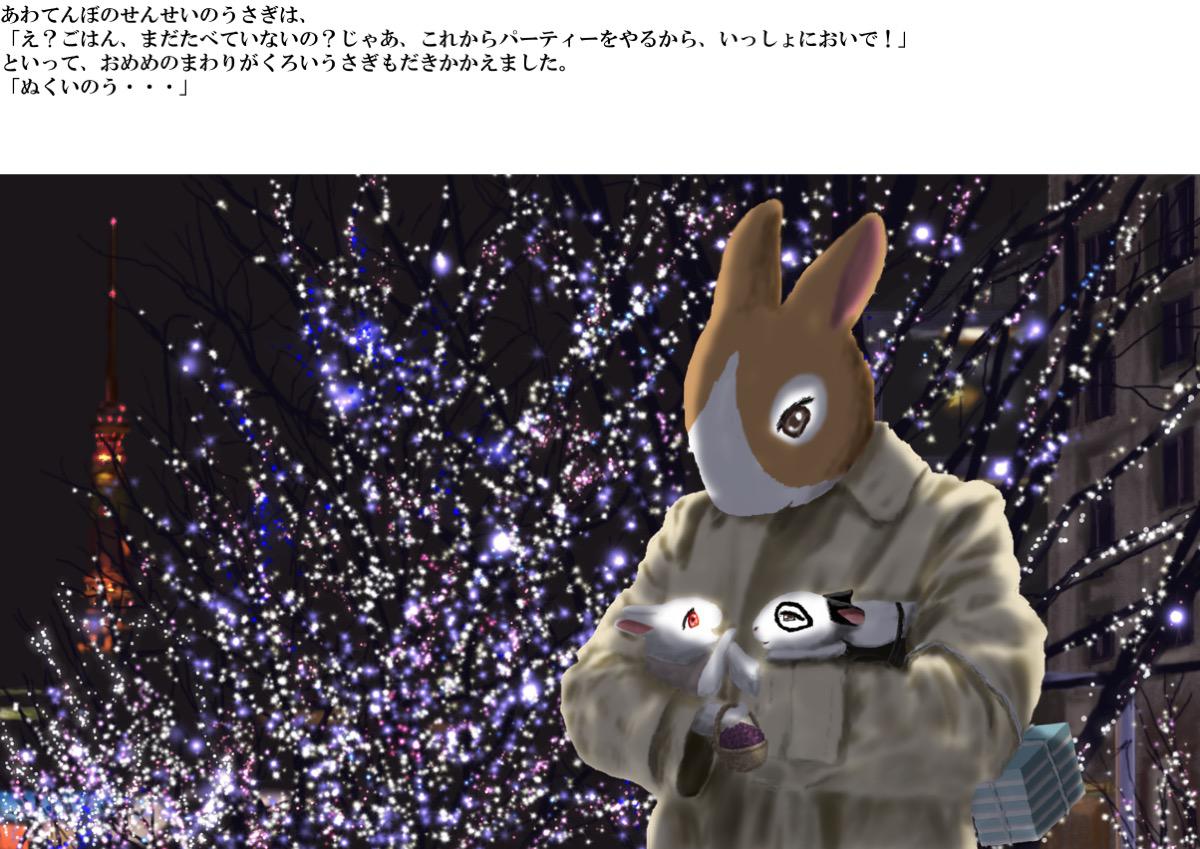 あわてんぼのせんせいのうさぎは、
「え？ごはん、まだたべていないの？じゃあ、これからパーティーをやるから、いっしょにおいで！」
といって、おめめのまわりがくろいうさぎもだきかかえました。
「ぬくいのう・・・」